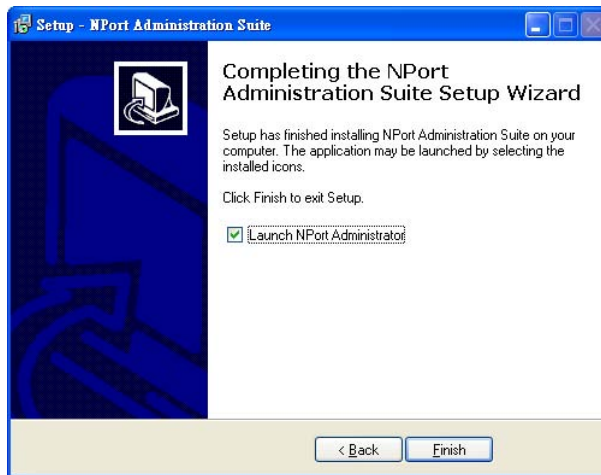 Setup - NPort Administration Suite
Completing the NPort
Administration Suite Setup Wizard
Setup has finished installing NPort Administration Suite on your
computer. The application may be launched by selecting the
installed icons.
Click Finish to exit Setup.
Launch NPort Administrator
< Back
Finish